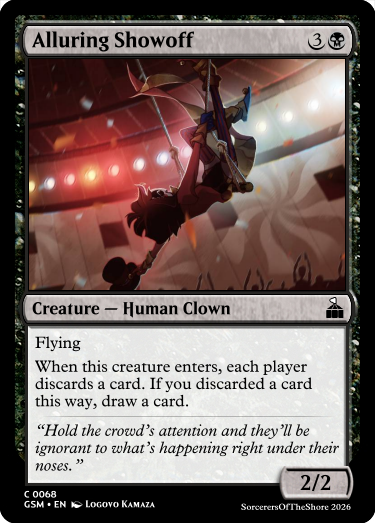 Alluring Showoff 3
Creature — Human Clown
Flying
When this creature enters, each player
discards a card. If you discarded a card
this way, draw a card.
“Hold the crowd’s attention and they’ll be
ignorant to what’s happening right under their
noses.”
2/2
C 0068
GSM • EN Logovo Kamaza
SorcerersOfTheShore 2026